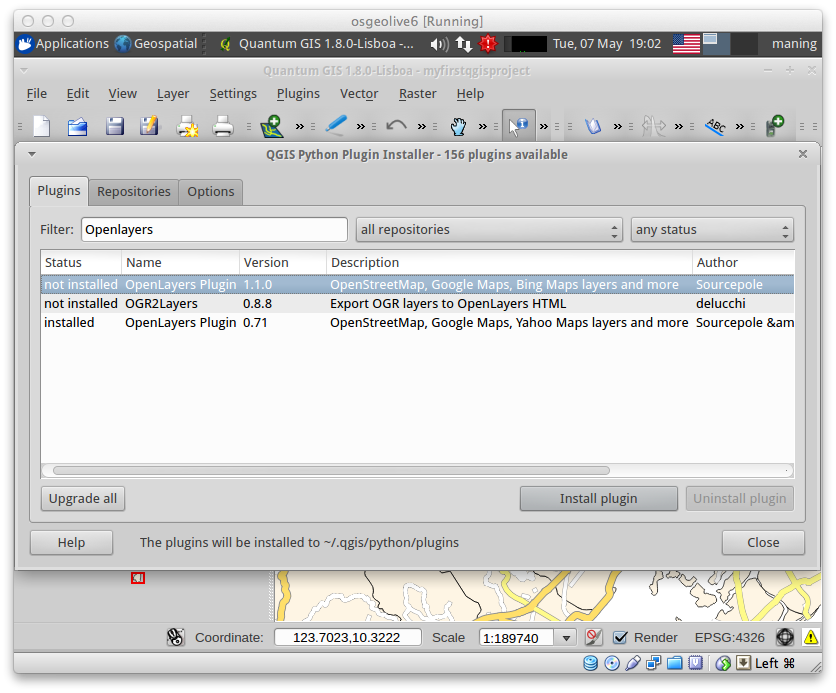 osgeolive6 [Running]
Applications Geospatial Quantum GIS 1.8.0-Lisboa -... Tue, 07 May 19:02 maning
Quantum GIS 1.8.0-Lisboa - myfirstqgisproject
File Edit View Layer Settings Plugins Vector Raster Help
ABC
QGIS Python Plugin Installer - 156 plugins available
Plugins Repositories Options
Filter: Openlayers all repositories any status
Status Name Version Description Author
not installed OpenLayers Plugin 1.1.0 OpenStreetMap, Google Maps, Bing Maps layers and more Sourcepole
not installed OGR2Layers 0.8.8 Export OGR layers to OpenLayers HTML delucchi
installed OpenLayers Plugin 0.71 OpenStreetMap, Google Maps, Yahoo Maps layers and more Sourcepole &am
Upgrade all Install plugin Uninstall plugin
Help The plugins will be installed to ~/.qgis/python/plugins Close
Coordinate: 123.7023,10.3222 Scale 1:189740 Render EPSG:4326
Left ⌘